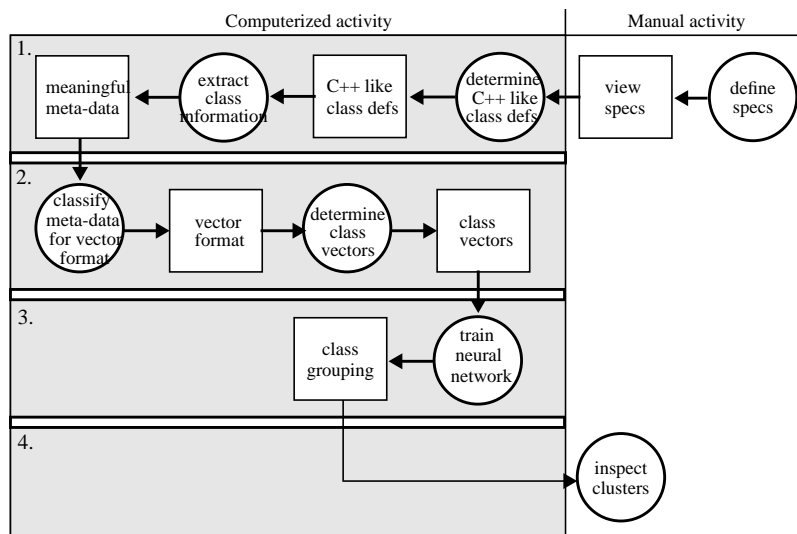 Computerized activity
Manual activity
1.
meaningful
meta-data
extract
class
information
C++ like
class defs
determine
C++ like
class defs
view
specs
define
specs
2.
classify
meta-data
for vector
format
vector
format
determine
class
vectors
class
vectors
3.
class
grouping
train
neural
network
4.
inspect
clusters